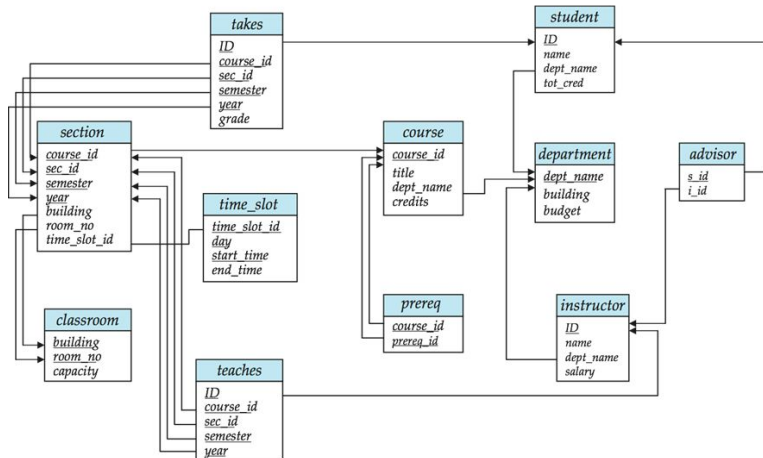 takes
ID
course_id
sec_id
semester
year
grade
student
ID
name
dept_name
tot_cred
section
course_id
sec_id
semester
year
building
room_no
time_slot_id
course
course_id
title
dept_name
credits
department
dept_name
building
budget
advisor
s_id
i_id
time_slot
time_slot_id
day
start_time
end_time
prereq
course_id
prereq_id
instructor
ID
name
dept_name
salary
classroom
building
room_no
capacity
teaches
ID
course_id
sec_id
semester
year